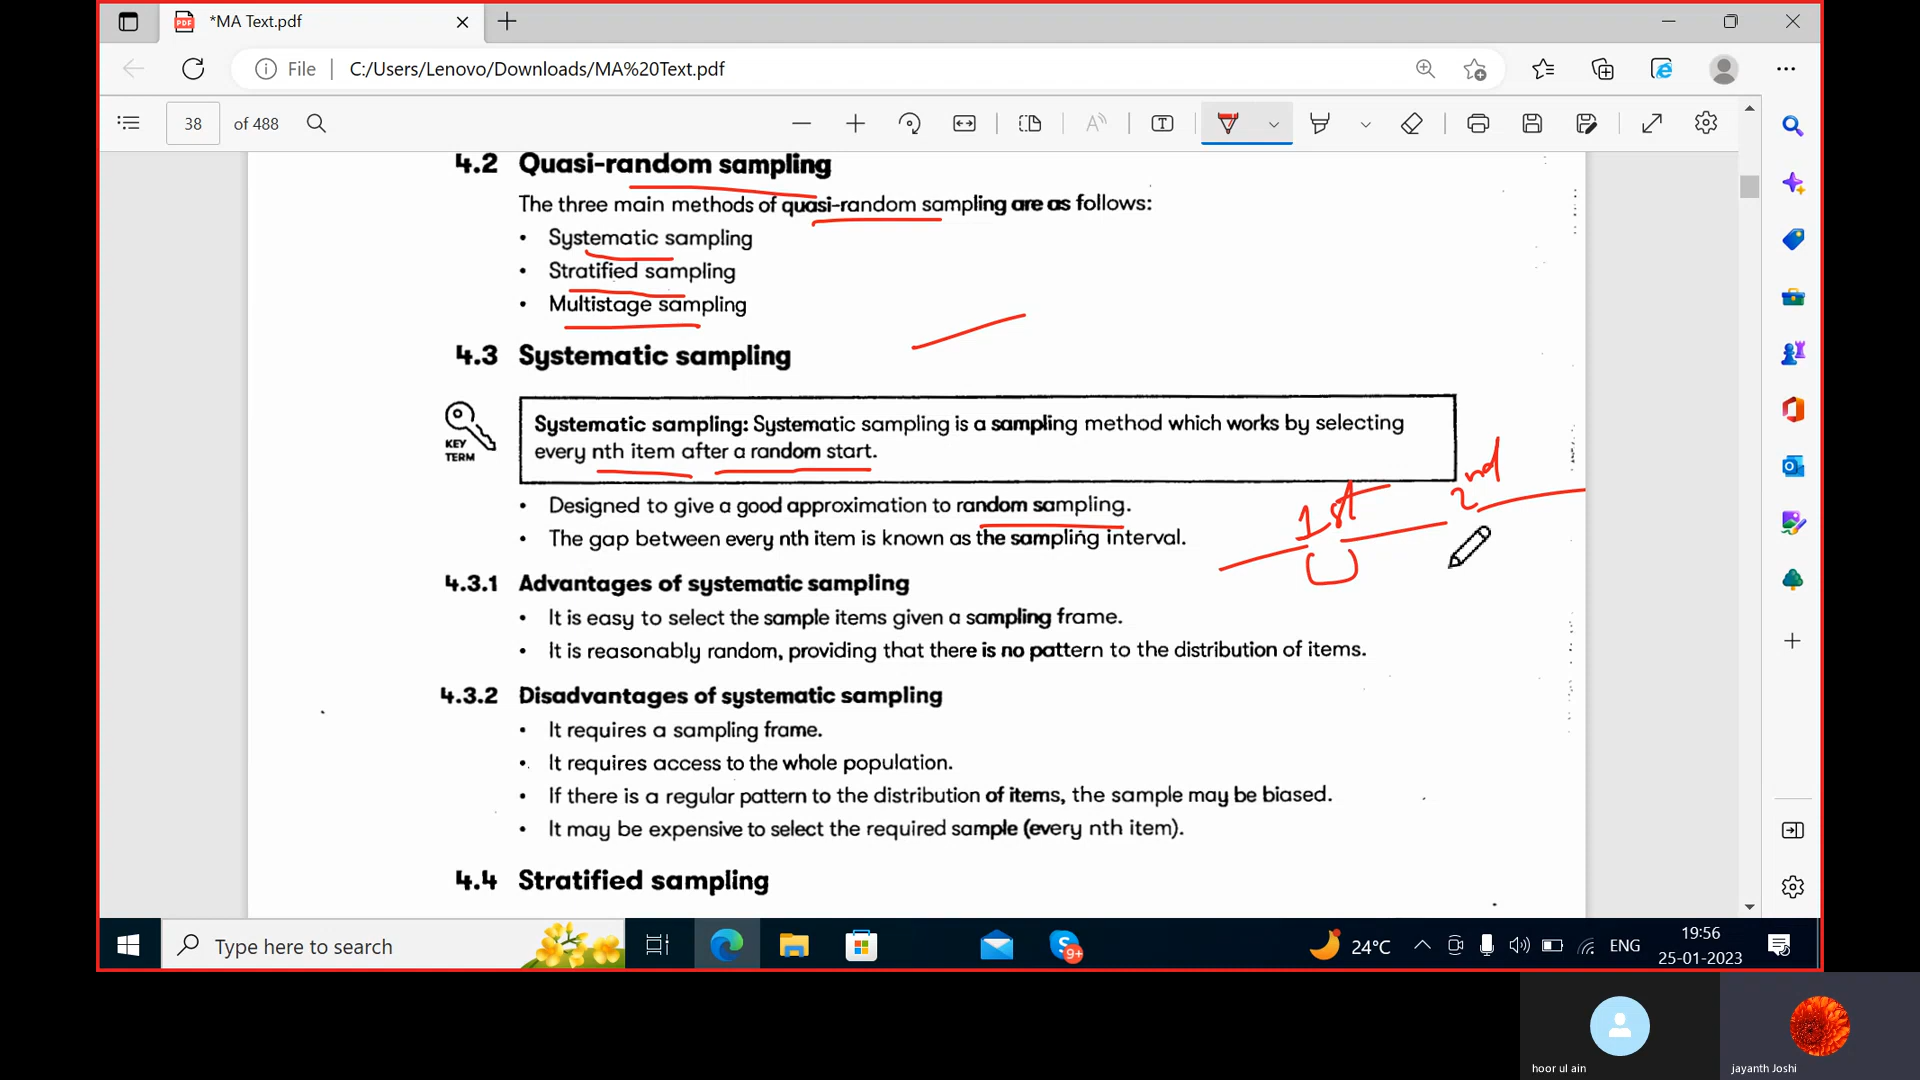 *MA Text.pdf
File
C:/Users/Lenovo/Downloads/MA%20Text.pdf
38 of 488
4.2 Quasi-random sampling
The three main methods of quasi-random sampling are as follows:
• Systematic sampling
• Stratified sampling
• Multistage sampling
4.3 Systematic sampling
KEY
TERM
Systematic sampling: Systematic sampling is a sampling method which works by selecting
every nth item after a random start.
1st
2nd
• Designed to give a good approximation to random sampling.
• The gap between every nth item is known as the sampling interval.
4.3.1 Advantages of systematic sampling
• It is easy to select the sample items given a sampling frame.
• It is reasonably random, providing that there is no pattern to the distribution of items.
4.3.2 Disadvantages of systematic sampling
• It requires a sampling frame.
• It requires access to the whole population.
• If there is a regular pattern to the distribution of items, the sample may be biased.
• It may be expensive to select the required sample (every nth item).
4.4 Stratified sampling
Type here to search
9+
24°C
ENG
19:56
25-01-2023
hoor ul ain
jayanth Joshi